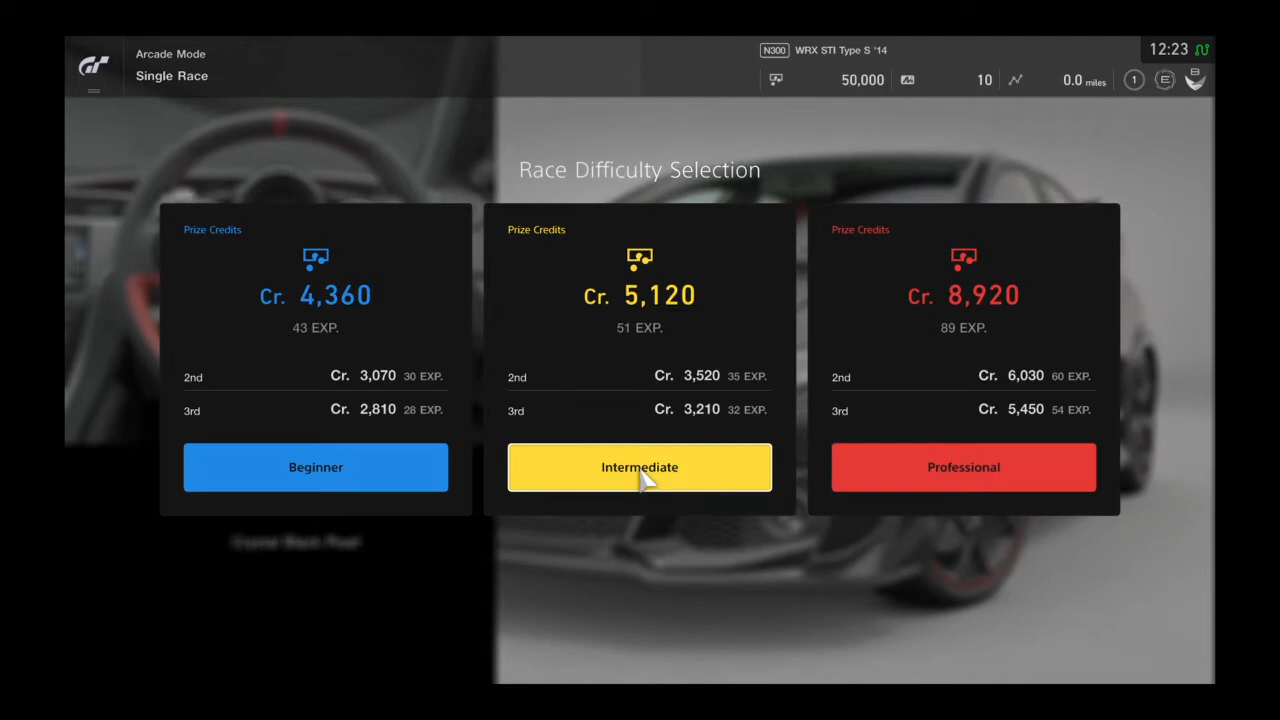 Arcade Mode
Single Race
N300 WRX STI Type S '14
12:23
50,000
10
0.0 miles
1
E
B
Race Difficulty Selection
Prize Credits
Cr. 4,360
43 EXP.
2nd Cr. 3,070 30 EXP.
3rd Cr. 2,810 28 EXP.
Beginner
Prize Credits
Cr. 5,120
51 EXP.
2nd Cr. 3,520 35 EXP.
3rd Cr. 3,210 32 EXP.
Intermediate
Prize Credits
Cr. 8,920
89 EXP.
2nd Cr. 6,030 60 EXP.
3rd Cr. 5,450 54 EXP.
Professional